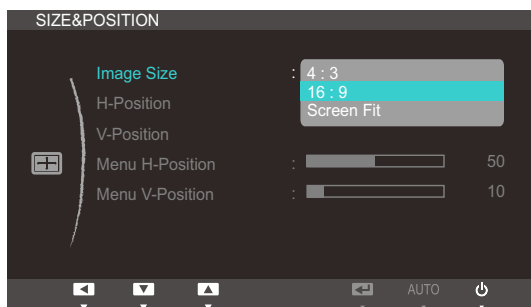 SIZE&POSITION
Image Size : 4 : 3
16 : 9
Screen Fit
H-Position
V-Position
Menu H-Position : 50
Menu V-Position : 10
AUTO